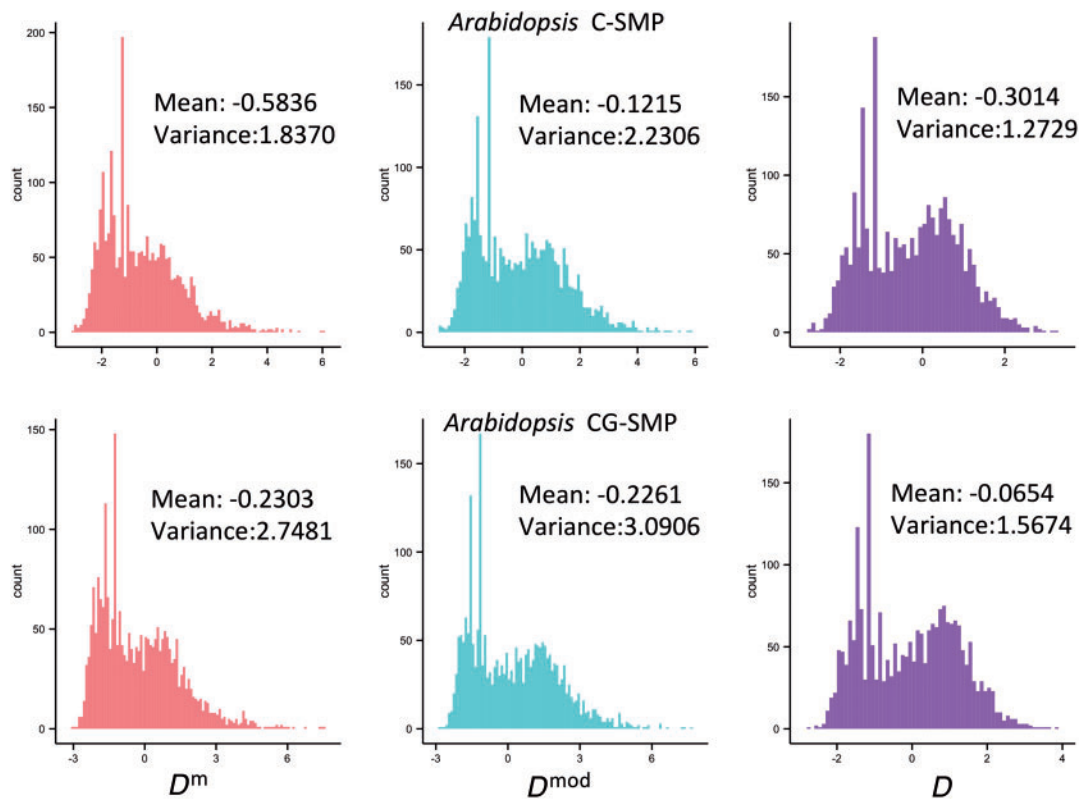 Arabidopsis C-SMP
200
150
100
50
0
count
Mean: -0.5836
Variance:1.8370
-2 0 2 4 6
150
100
50
0
count
Mean: -0.1215
Variance:2.2306
-2 0 2 4 6
150
100
50
0
count
Mean: -0.3014
Variance:1.2729
-2 0 2
Arabidopsis CG-SMP
150
100
50
0
count
Mean: -0.2303
Variance:2.7481
-3 0 3 6
Dᵐ
150
100
50
0
count
Mean: -0.2261
Variance:3.0906
-3 0 3 6
Dᵐᵒᵈ
150
100
50
0
count
Mean: -0.0654
Variance:1.5674
-2 0 2 4
D